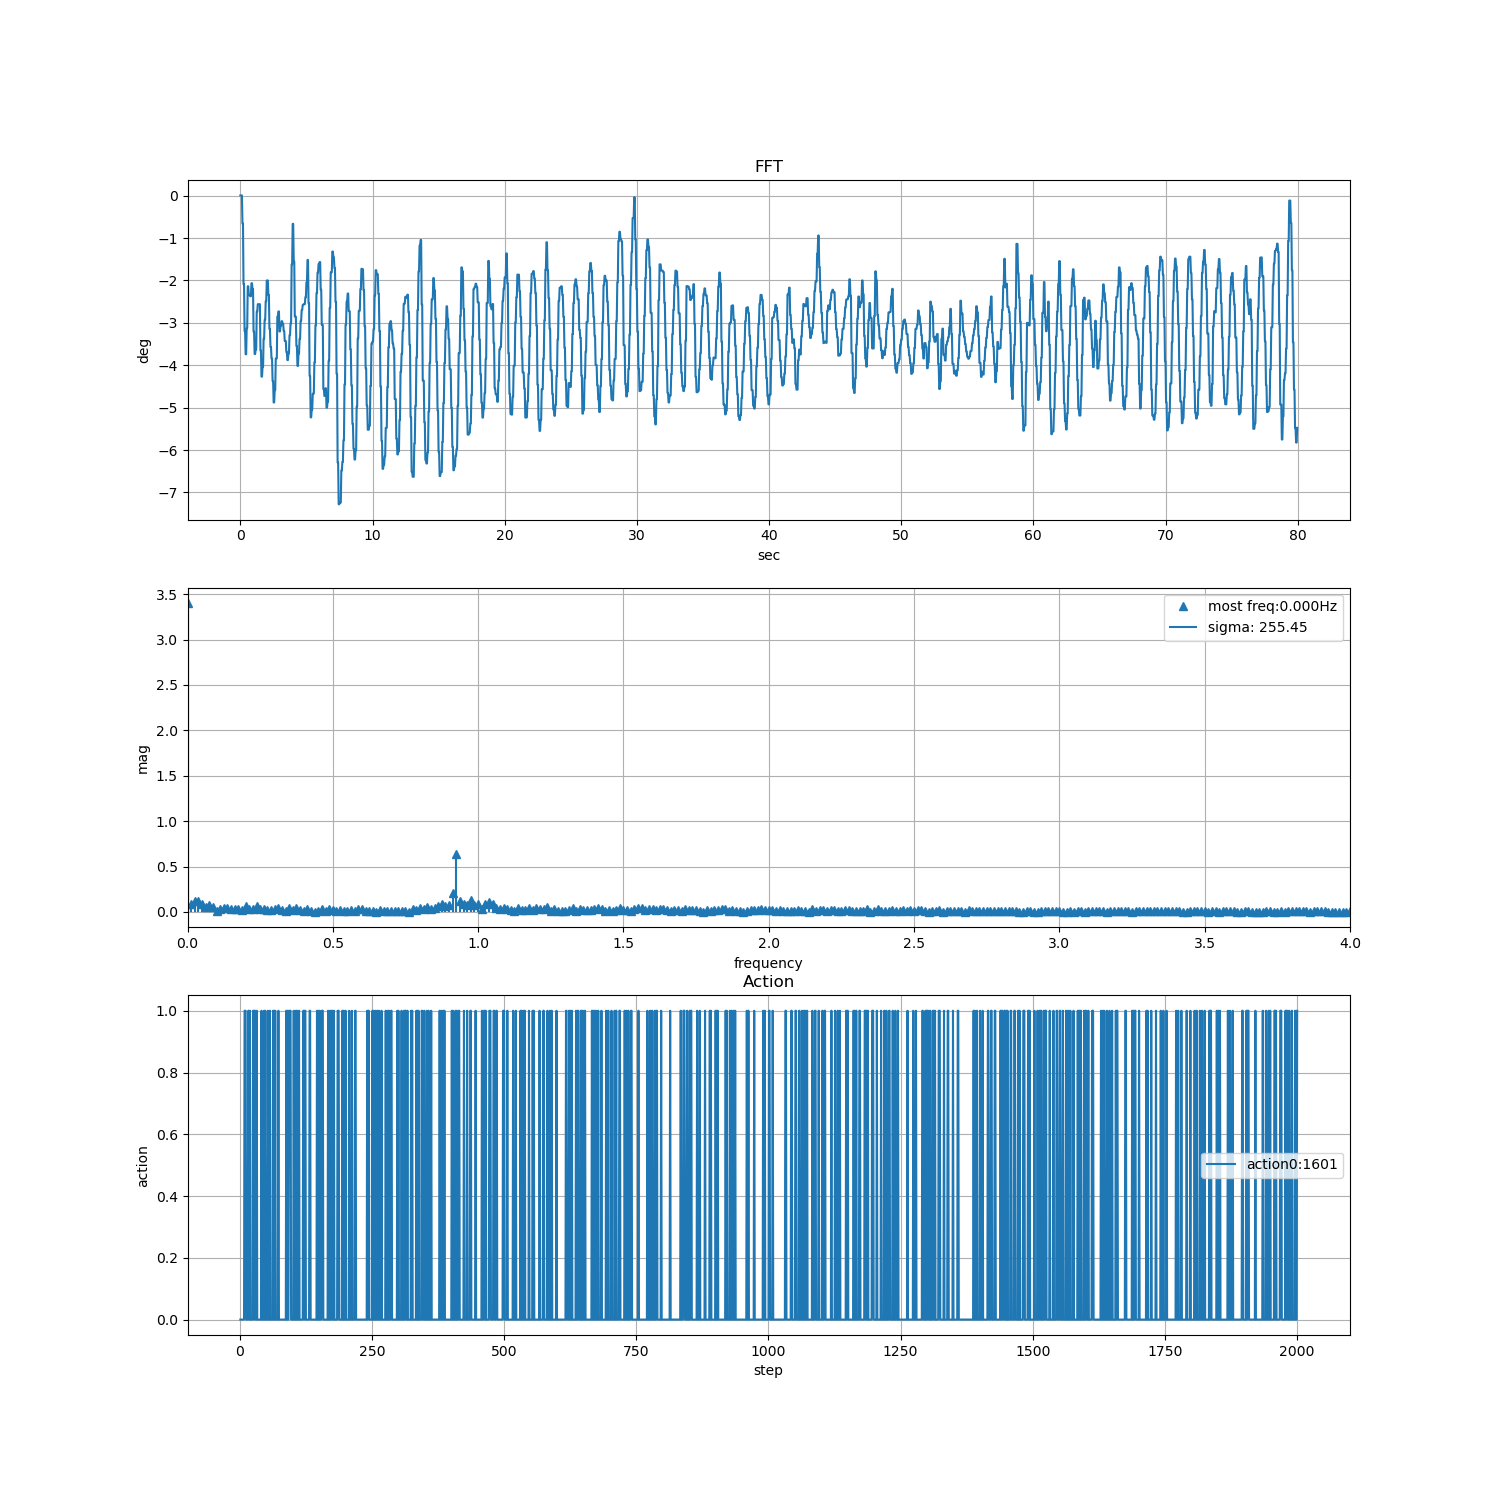 FFT
0
−1
−2
−3
−4
−5
−6
−7
deg
0 10 20 30 40 50 60 70 80
sec
3.5
3.0
2.5
2.0
1.5
1.0
0.5
0.0
mag
most freq:0.000Hz
sigma: 255.45
0.0 0.5 1.0 1.5 2.0 2.5 3.0 3.5 4.0
frequency
Action
1.0
0.8
0.6
0.4
0.2
0.0
action
action0:1601
0 250 500 750 1000 1250 1500 1750 2000
step